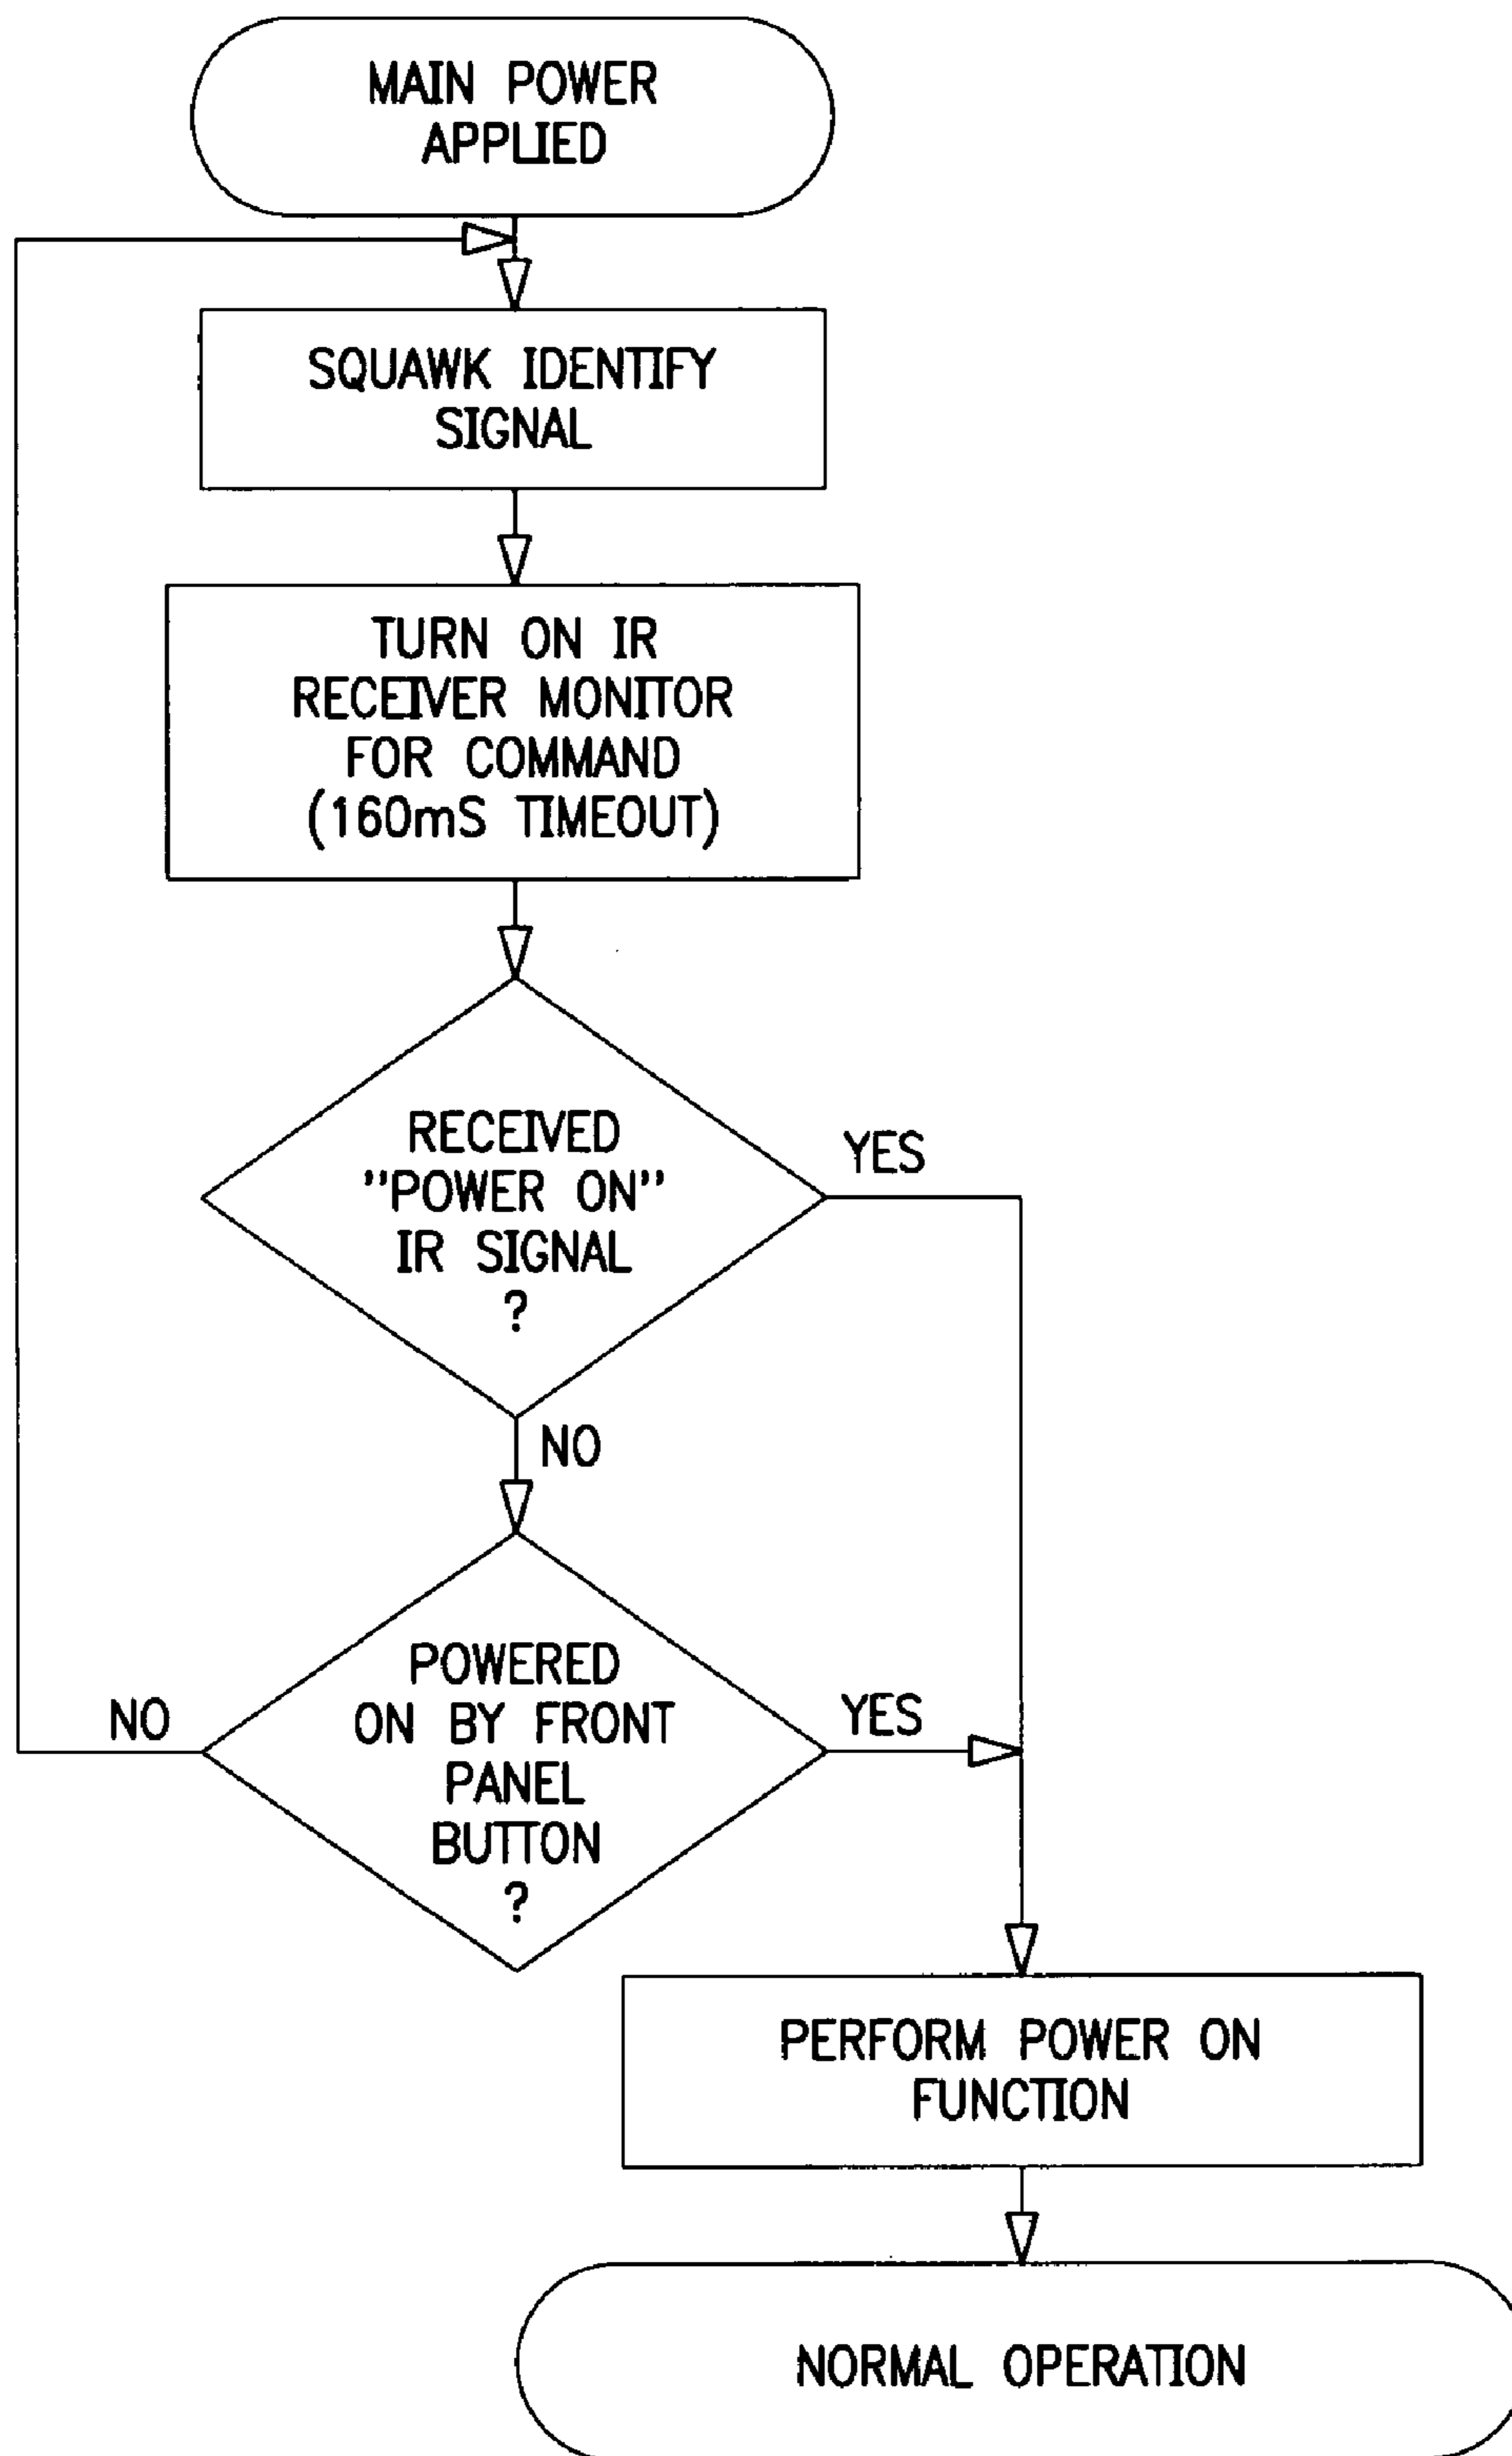 MAIN POWER
APPLIED
SQUAWK IDENTIFY
SIGNAL
TURN ON IR
RECEIVER MONITOR
FOR COMMAND
(160mS TIMEOUT)
RECEIVED
"POWER ON"
IR SIGNAL
?
YES
NO
POWERED
ON BY FRONT
PANEL
BUTTON
?
NO
YES
PERFORM POWER ON
FUNCTION
NORMAL OPERATION